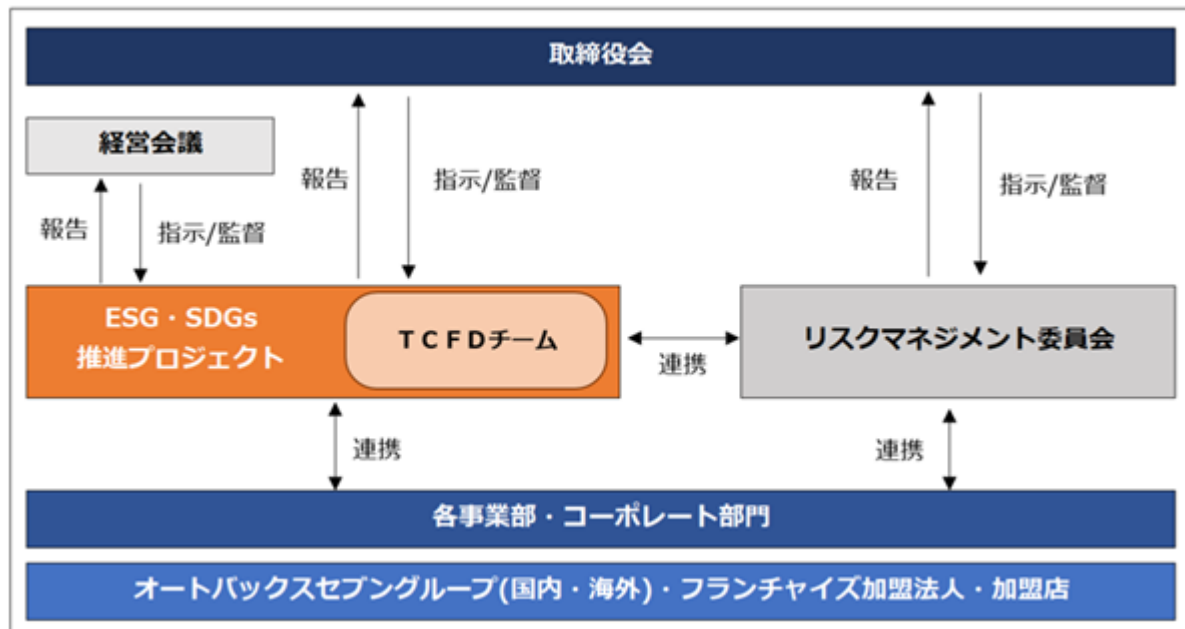 取締役会
経営会議
報告
指示/監督
報告
指示/監督
報告
指示/監督
ESG・SDGs
推進プロジェクト
ＴＣＦＤチーム
連携
リスクマネジメント委員会
連携
連携
各事業部・コーポレート部門
オートバックスセブングループ(国内・海外)・フランチャイズ加盟法人・加盟店